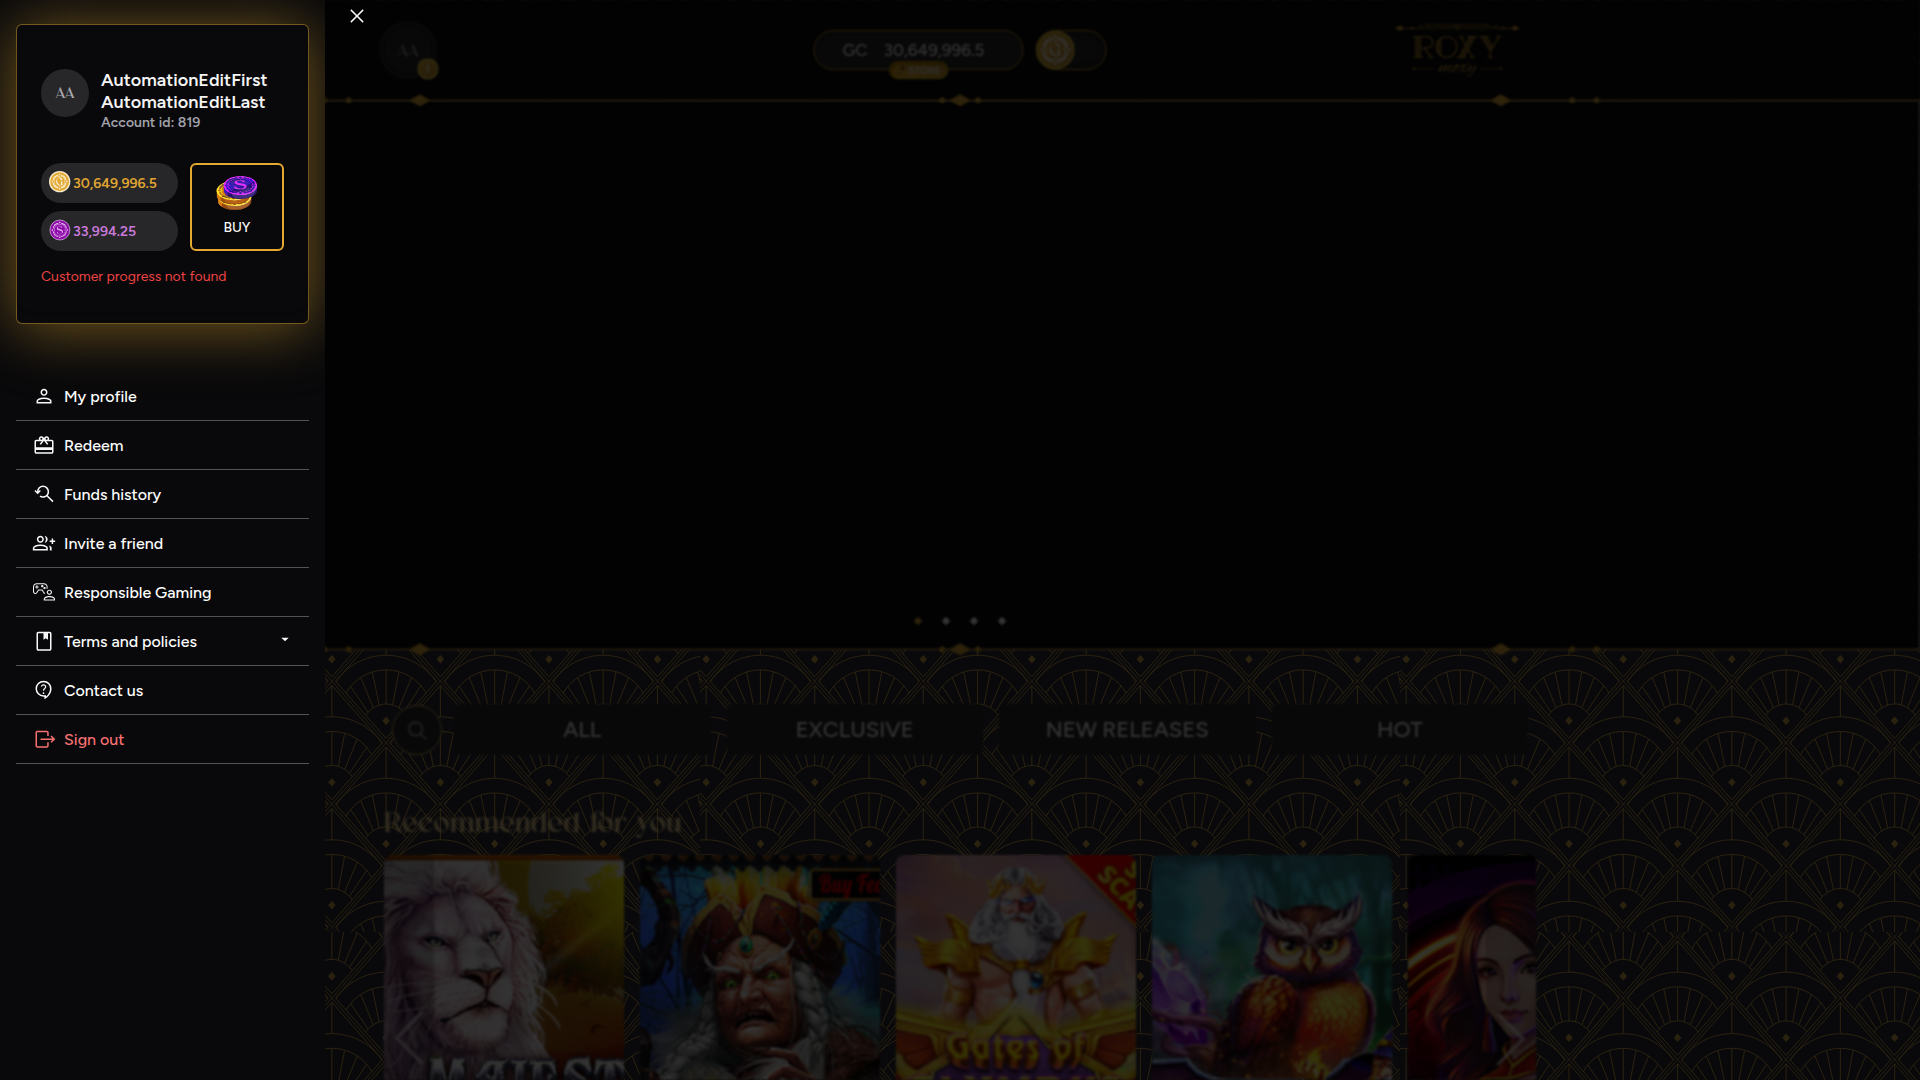 AA
AutomationEditFirst
AutomationEditLast
Account id: 819
30,649,996.5
33,994.25
BUY
Customer progress not found
My profile
Redeem
Funds history
Invite a friend
Responsible Gaming
Terms and policies
Contact us
Sign out
AA
GC 30,649,996.5
ROXY
moxy
ALL
EXCLUSIVE
NEW RELEASES
HOT
Recommended for you
Gates of